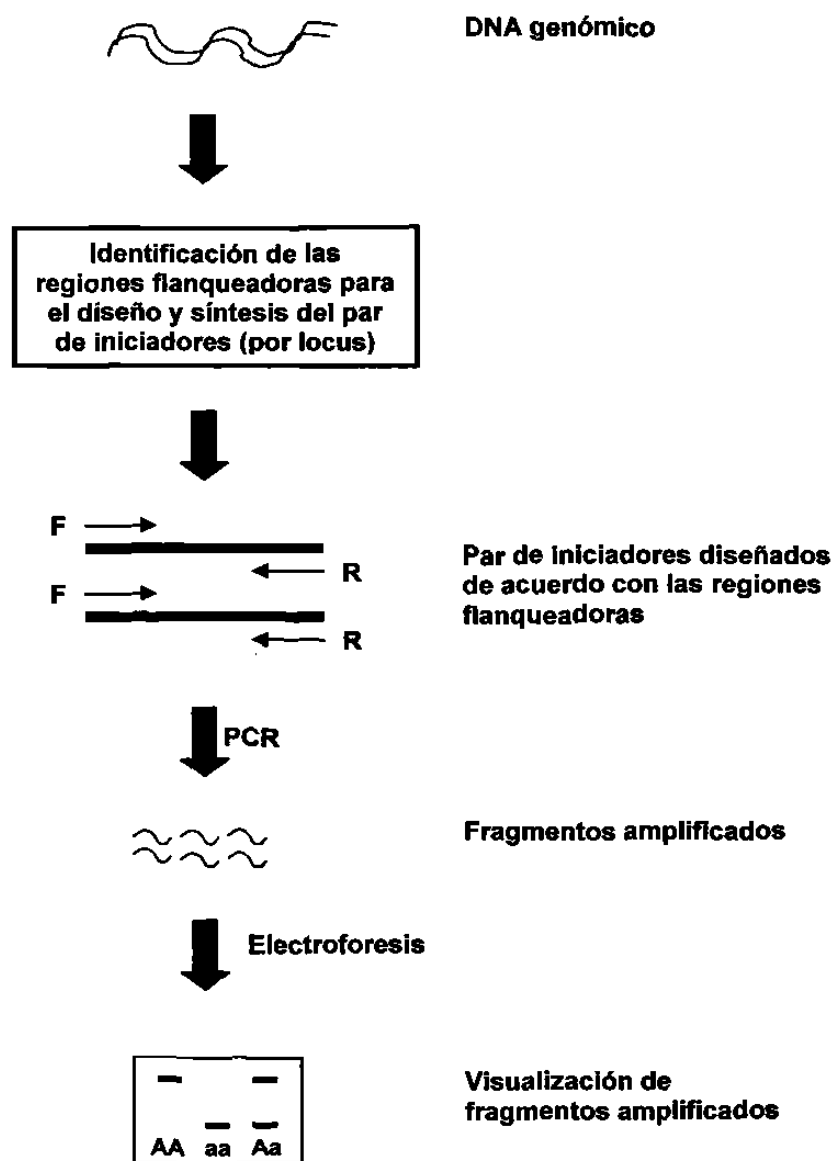 DNA genómico
Identificación de las
regiones flanqueadoras para
el diseño y síntesis del par
de iniciadores (por locus)
F
R
F
R
Par de iniciadores diseñados
de acuerdo con las regiones
flanqueadoras
PCR
Fragmentos amplificados
Electroforesis
AA aa Aa
Visualización de
fragmentos amplificados